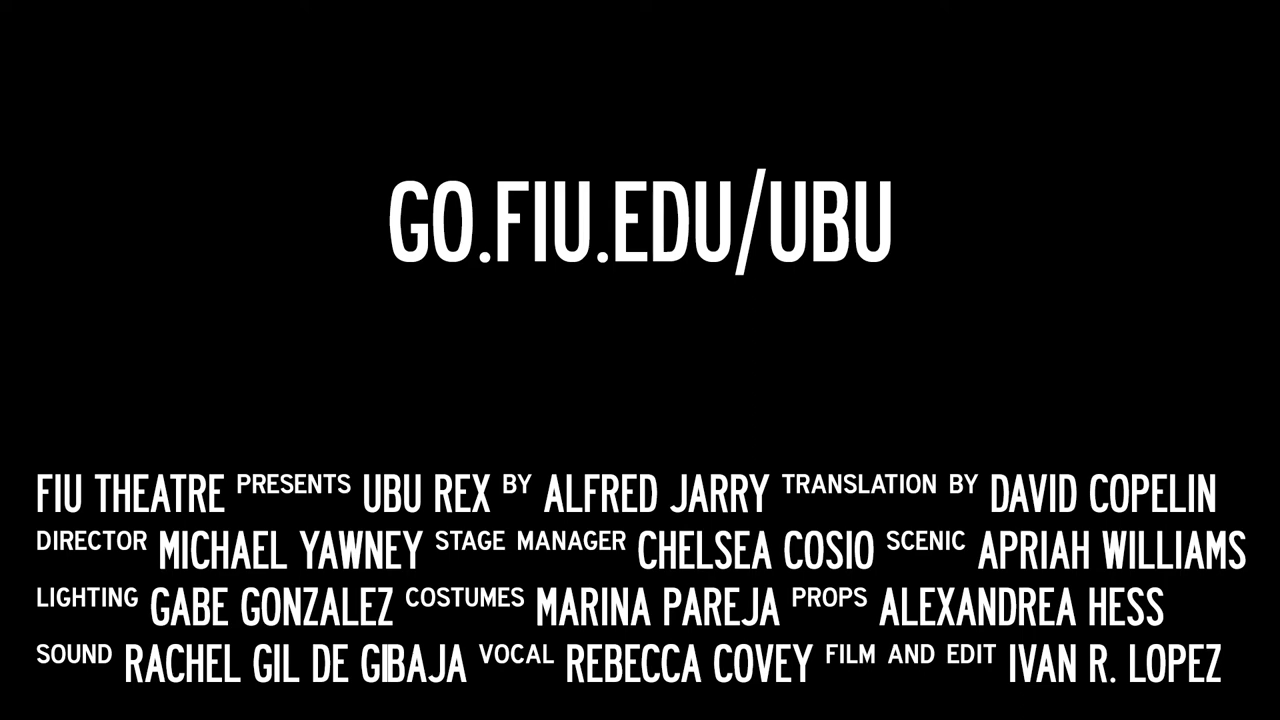 GO.FIU.EDU/UBU
FIU THEATRE PRESENTS UBU REX BY ALFRED JARRY TRANSLATION BY DAVID COPELIN
DIRECTOR MICHAEL YAWNEY STAGE MANAGER CHELSEA COSIO SCENIC APRIAH WILLIAMS
LIGHTING GABE GONZALEZ COSTUMES MARINA PAREJA PROPS ALEXANDREA HESS
SOUND RACHEL GIL DE GIBAJA VOCAL REBECCA COVEY FILM AND EDIT IVAN R. LOPEZ